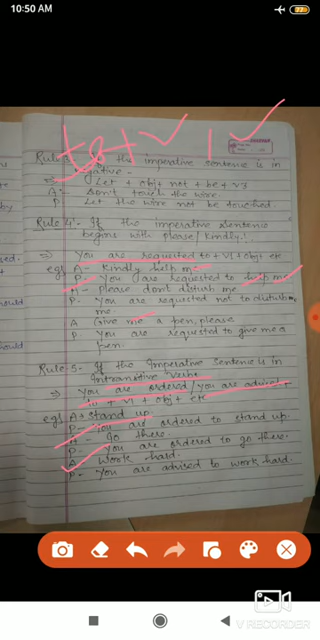 10:50 AM
77
to + V 1
Rule 3- If the imperative sentence is in
negative -
⇒ Let + obj + not + be + V3
A: Don't touch the wire.
P: Let the wire not be touched.
Rule 4- If the imperative sentence
begins with please/kindly.
⇒ You are requested to + V1 + obj + etc
eg: A- Kindly help me
P- You are requested to help me
A- Please don't disturb me
P. You are requested not to disturb
me.
A Give me a pen, please
P. You are requested to give me a
pen.
Rule 5- If the Imperative sentence is in
Intransitive Verb
⇒ You are ordered/you are advised +
to + V1 + obj + etc
eg: A- Stand up.
P- You are ordered to stand up.
A- Go there
P- You are ordered to go there.
A Work hard.
P- You are advised to work hard.
hould
hould
V RECORDER